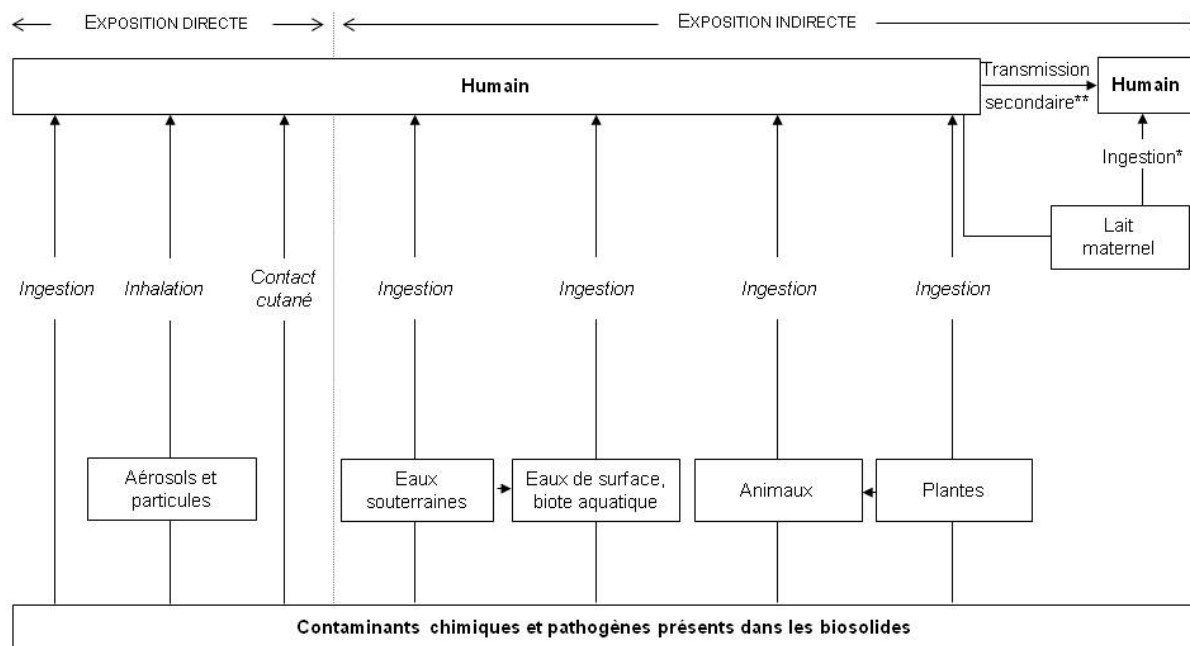 EXPOSITION DIRECTE
EXPOSITION INDIRECTE
Humain
Transmission
secondaire**
Humain
Ingestion*
Lait
maternel
Ingestion
Inhalation
Contact
cutané
Ingestion
Ingestion
Ingestion
Ingestion
Aérosols et
particules
Eaux
souterraines
Eaux de surface,
biote aquatique
Animaux
Plantes
Contaminants chimiques et pathogènes présents dans les biosolides